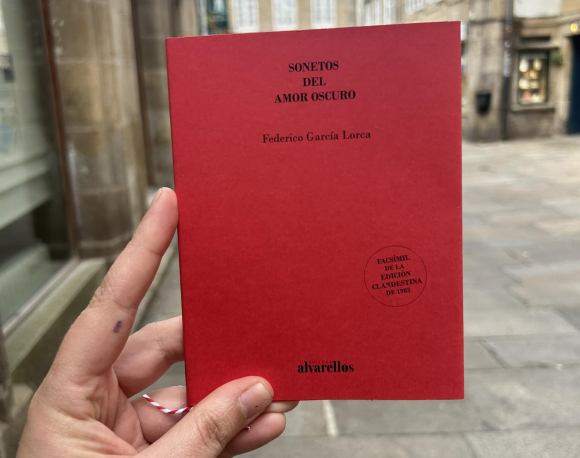 SONETOS
DEL
AMOR OSCURO
Federico García Lorca
FACSÍMIL
DE LA
EDICIÓN
CLANDESTINA
DE 1983
alvarellos